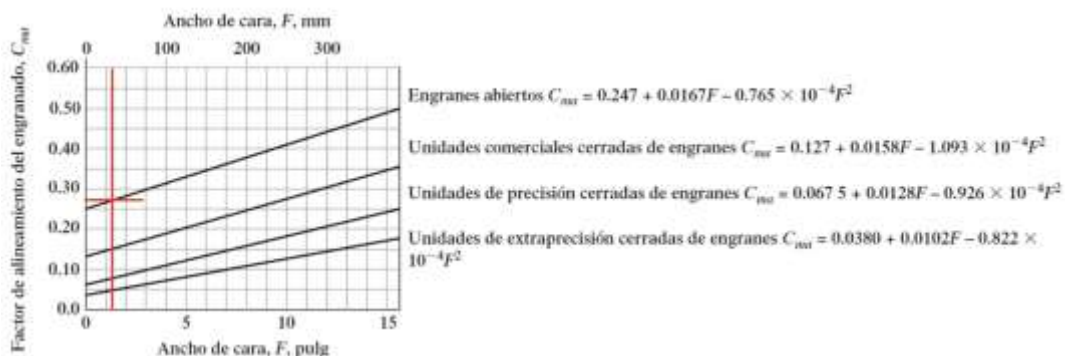 Ancho de cara, F, mm
0 100 200 300
Factor de alineamiento del engranado, Cma
0.60
0.50
0.40
0.30
0.20
0.10
0.0
Engranes abiertos Cma = 0.247 + 0.0167F – 0.765 × 10⁻⁴F²
Unidades comerciales cerradas de engranes Cma = 0.127 + 0.0158F – 1.093 × 10⁻⁴F²
Unidades de precisión cerradas de engranes Cma = 0.067 5 + 0.0128F – 0.926 × 10⁻⁴F²
Unidades de extraprecisión cerradas de engranes Cma = 0.0380 + 0.0102F – 0.822 ×
10⁻⁴F²
0 5 10 15
Ancho de cara, F, pulg